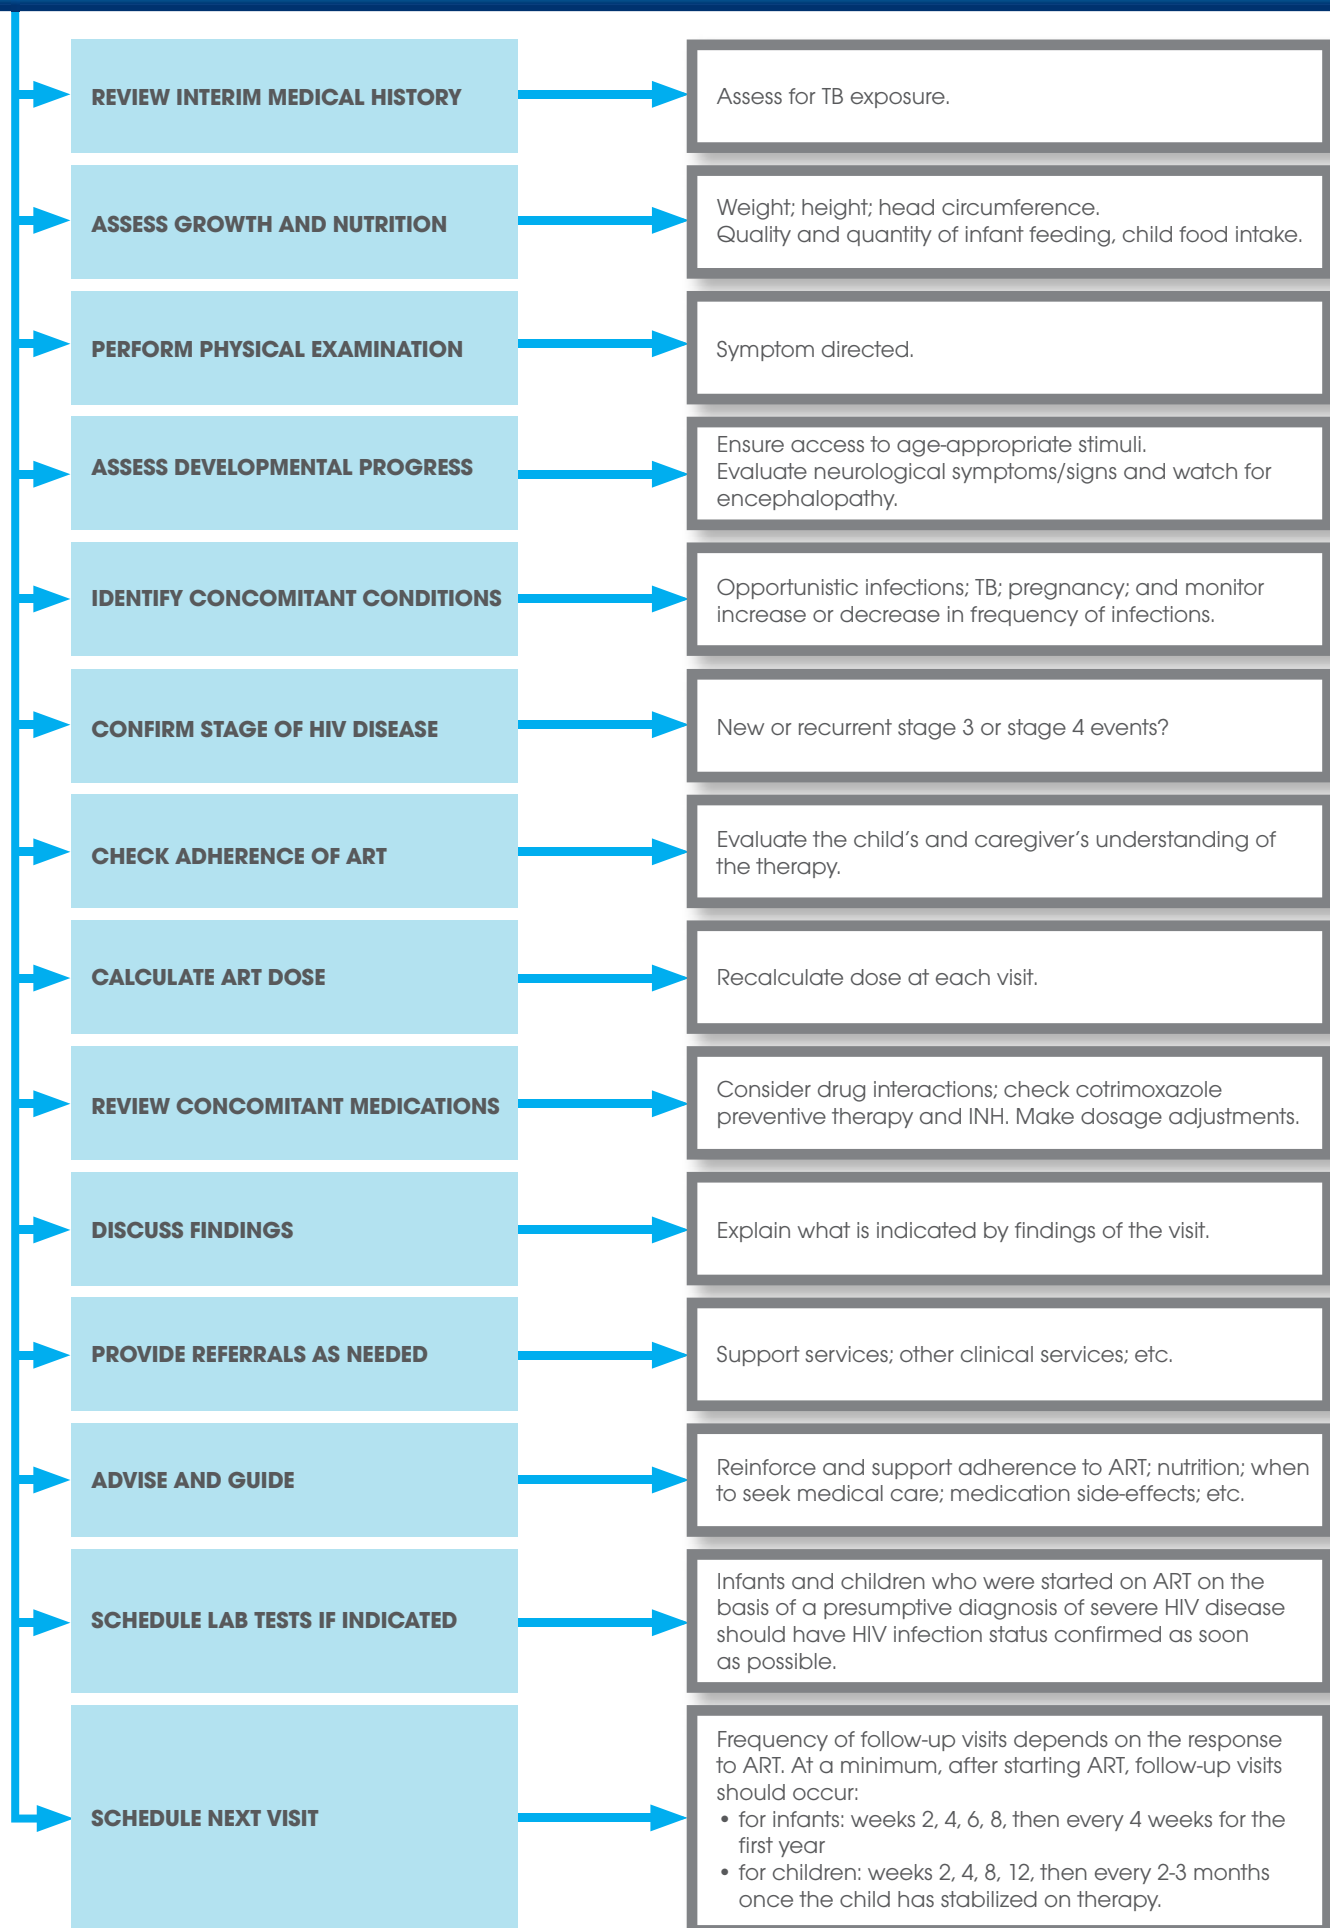 REVIEW INTERIM MEDICAL HISTORY
Assess for TB exposure.
ASSESS GROWTH AND NUTRITION
Weight; height; head circumference.
Quality and quantity of infant feeding, child food intake.
PERFORM PHYSICAL EXAMINATION
Symptom directed.
ASSESS DEVELOPMENTAL PROGRESS
Ensure access to age-appropriate stimuli.
Evaluate neurological symptoms/signs and watch for
encephalopathy.
IDENTIFY CONCOMITANT CONDITIONS
Opportunistic infections; TB; pregnancy; and monitor
increase or decrease in frequency of infections.
CONFIRM STAGE OF HIV DISEASE
New or recurrent stage 3 or stage 4 events?
CHECK ADHERENCE OF ART
Evaluate the child's and caregiver's understanding of
the therapy.
CALCULATE ART DOSE
Recalculate dose at each visit.
REVIEW CONCOMITANT MEDICATIONS
Consider drug interactions; check cotrimoxazole
preventive therapy and INH. Make dosage adjustments.
DISCUSS FINDINGS
Explain what is indicated by findings of the visit.
PROVIDE REFERRALS AS NEEDED
Support services; other clinical services; etc.
ADVISE AND GUIDE
Reinforce and support adherence to ART; nutrition; when
to seek medical care; medication side-effects; etc.
SCHEDULE LAB TESTS IF INDICATED
Infants and children who were started on ART on the
basis of a presumptive diagnosis of severe HIV disease
should have HIV infection status confirmed as soon
as possible.
SCHEDULE NEXT VISIT
Frequency of follow-up visits depends on the response
to ART. At a minimum, after starting ART, follow-up visits
should occur:
• for infants: weeks 2, 4, 6, 8, then every 4 weeks for the
first year
• for children: weeks 2, 4, 8, 12, then every 2-3 months
once the child has stabilized on therapy.